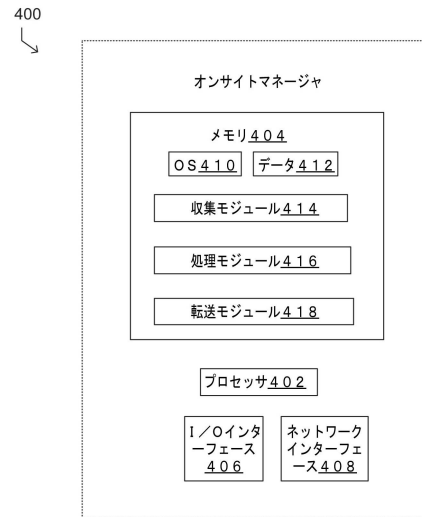 400
オンサイトマネージャ
メモリ404
OS410 データ412
収集モジュール414
処理モジュール416
転送モジュール418
プロセッサ402
I/Oインタ
ーフェース
406
ネットワーク
インターフェ
ース408